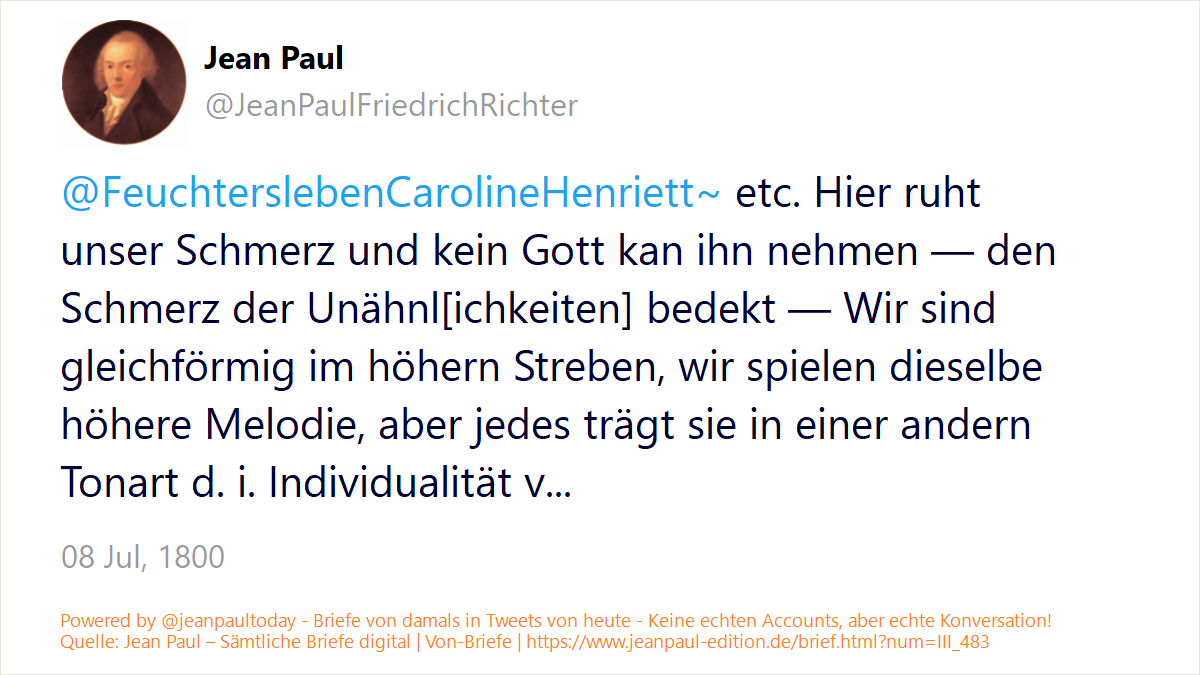 Jean Paul
@JeanPaulFriedrichRichter
@FeuchterslebenCarolineHenriett~ etc. Hier ruht
unser Schmerz und kein Gott kan ihn nehmen — den
Schmerz der Unähnl[ichkeiten] bedekt — Wir sind
gleichförmig im höhern Streben, wir spielen dieselbe
höhere Melodie, aber jedes trägt sie in einer andern
Tonart d. i. Individualität v...
08 Jul, 1800
Powered by @jeanpaultoday - Briefe von damals in Tweets von heute - Keine echten Accounts, aber echte Konversation!
Quelle: Jean Paul – Sämtliche Briefe digital | Von-Briefe | https://www.jeanpaul-edition.de/brief.html?num=III_483